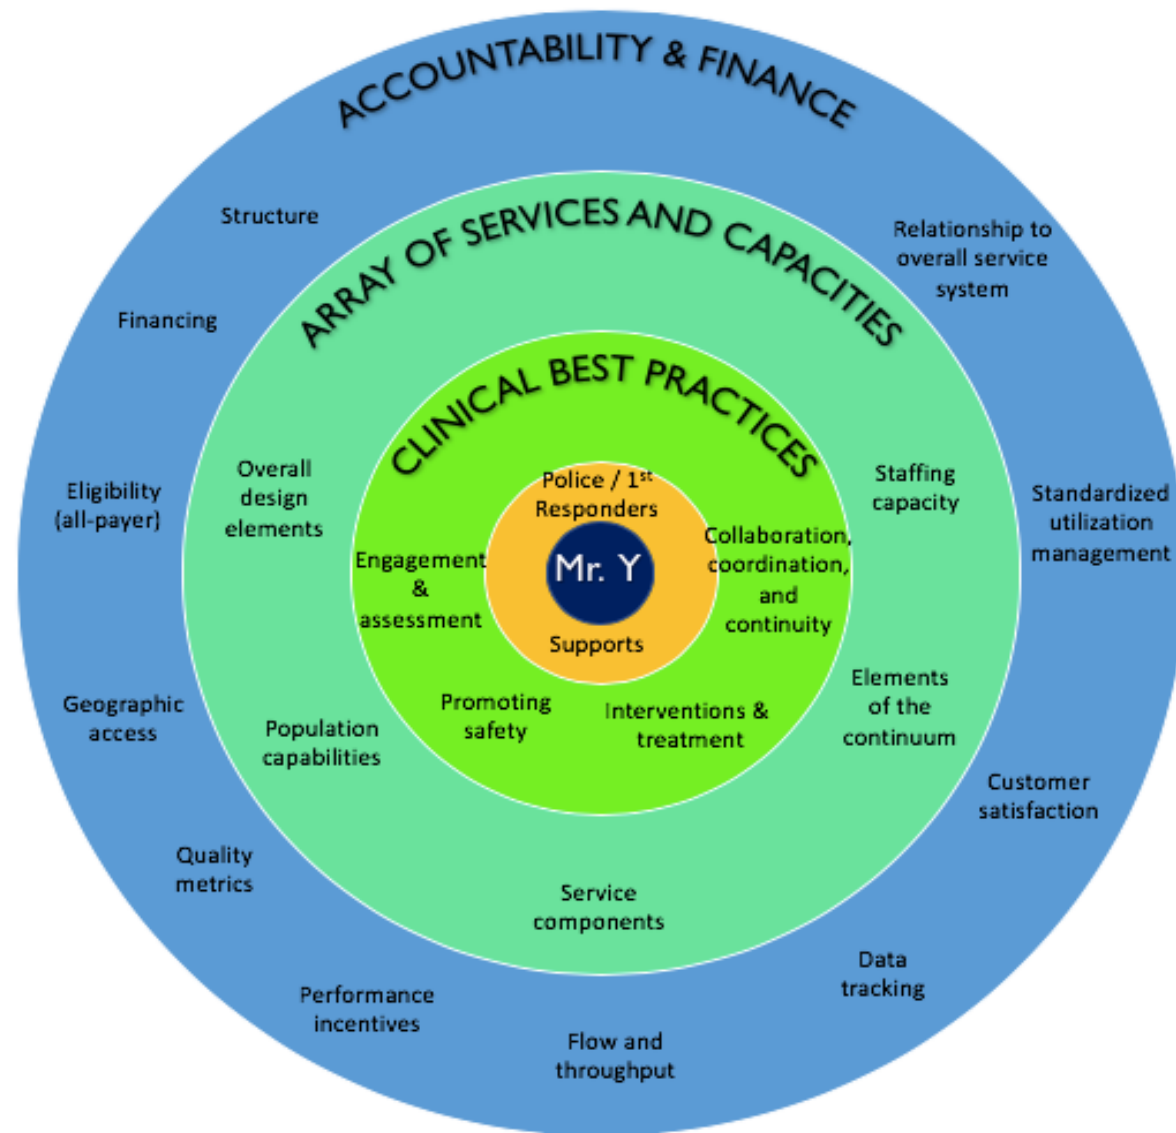 ACCOUNTABILITY & FINANCE
Structure
Financing
Eligibility
(all-payer)
Geographic
access
Quality
metrics
Performance
incentives
Flow and
throughput
Data
tracking
Customer
satisfaction
Standardized
utilization
management
Relationship to
overall service
system
ARRAY OF SERVICES AND CAPACITIES
Overall
design
elements
Population
capabilities
Service
components
Elements
of the
continuum
Staffing
capacity
CLINICAL BEST PRACTICES
Engagement
&
assessment
Promoting
safety
Interventions &
treatment
Collaboration,
coordination,
and
continuity
Police / 1st
Responders
Mr. Y
Supports